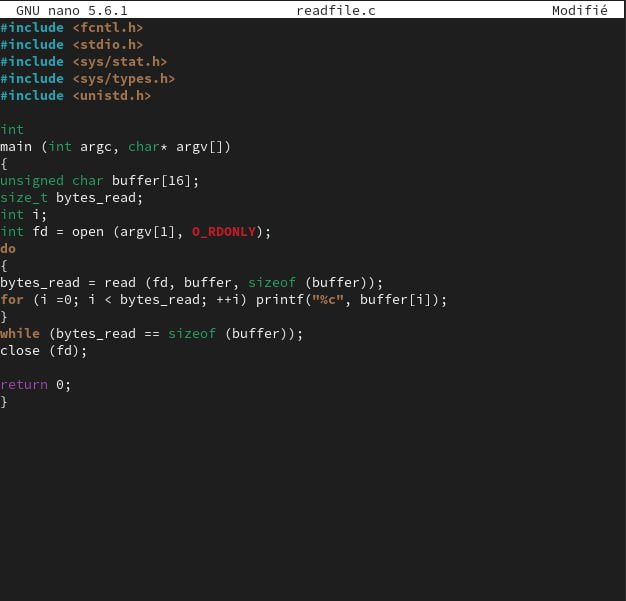 GNU nano 5.6.1 readfile.c Modifié
#include <fcntl.h>
#include <stdio.h>
#include <sys/stat.h>
#include <sys/types.h>
#include <unistd.h>
int
main (int argc, char* argv[])
{
unsigned char buffer[16];
size_t bytes_read;
int i;
int fd = open (argv[1], O_RDONLY);
do
{
bytes_read = read (fd, buffer, sizeof (buffer));
for (i =0; i < bytes_read; ++i) printf("%c", buffer[i]);
}
while (bytes_read == sizeof (buffer));
close (fd);
return 0;
}